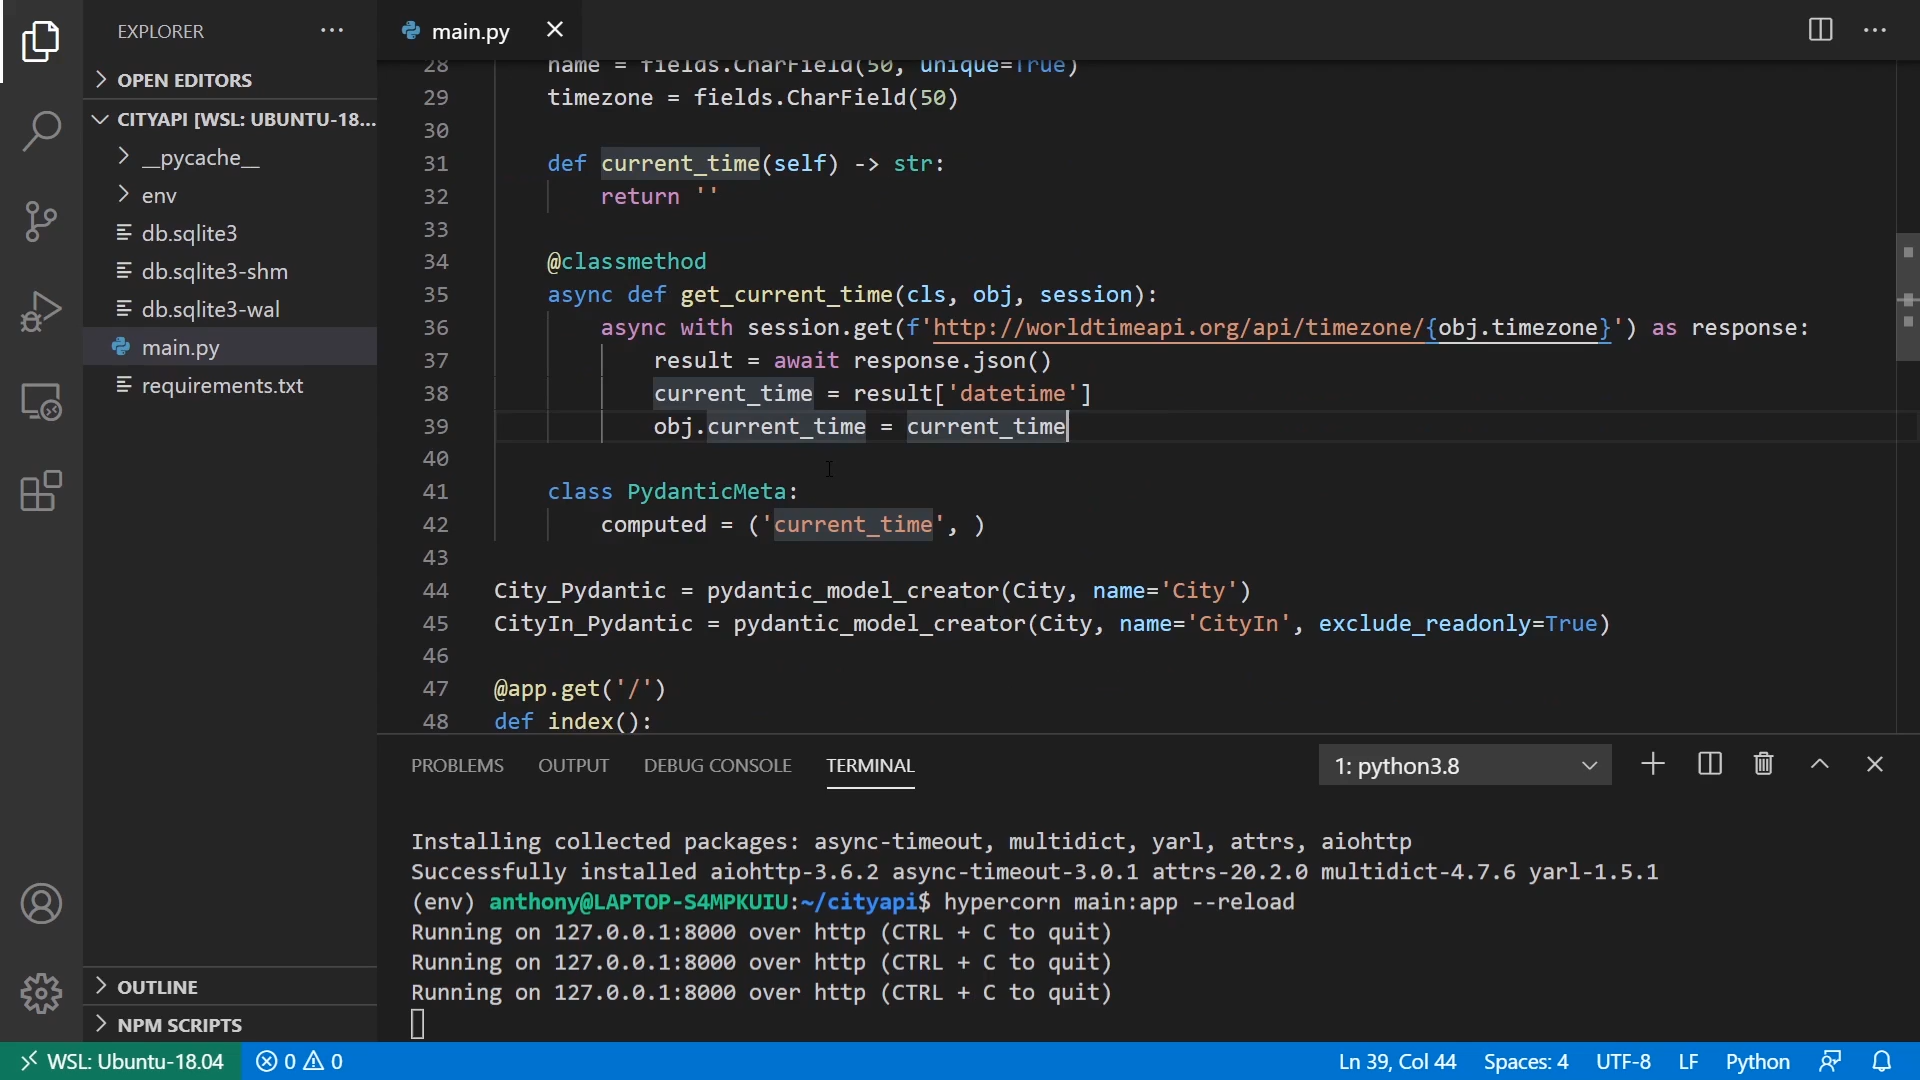 EXPLORER
main.py
OPEN EDITORS
CITYAPI [WSL: UBUNTU-18...
__pycache__
env
db.sqlite3
db.sqlite3-shm
db.sqlite3-wal
main.py
requirements.txt
OUTLINE
NPM SCRIPTS
28 name = fields.CharField(50, unique=True)
29 timezone = fields.CharField(50)
30
31 def current_time(self) -> str:
32 return ''
33
34 @classmethod
35 async def get_current_time(cls, obj, session):
36 async with session.get(f'http://worldtimeapi.org/api/timezone/{obj.timezone}') as response:
37 result = await response.json()
38 current_time = result['datetime']
39 obj.current_time = current_time
40
41 class PydanticMeta:
42 computed = ('current_time', )
43
44 City_Pydantic = pydantic_model_creator(City, name='City')
45 CityIn_Pydantic = pydantic_model_creator(City, name='CityIn', exclude_readonly=True)
46
47 @app.get('/')
48 def index():
PROBLEMS OUTPUT DEBUG CONSOLE TERMINAL 1: python3.8
Installing collected packages: async-timeout, multidict, yarl, attrs, aiohttp
Successfully installed aiohttp-3.6.2 async-timeout-3.0.1 attrs-20.2.0 multidict-4.7.6 yarl-1.5.1
(env) anthony@LAPTOP-S4MPKUIU:~/cityapi$ hypercorn main:app --reload
Running on 127.0.0.1:8000 over http (CTRL + C to quit)
Running on 127.0.0.1:8000 over http (CTRL + C to quit)
Running on 127.0.0.1:8000 over http (CTRL + C to quit)
WSL: Ubuntu-18.04 0 0 Ln 39, Col 44 Spaces: 4 UTF-8 LF Python